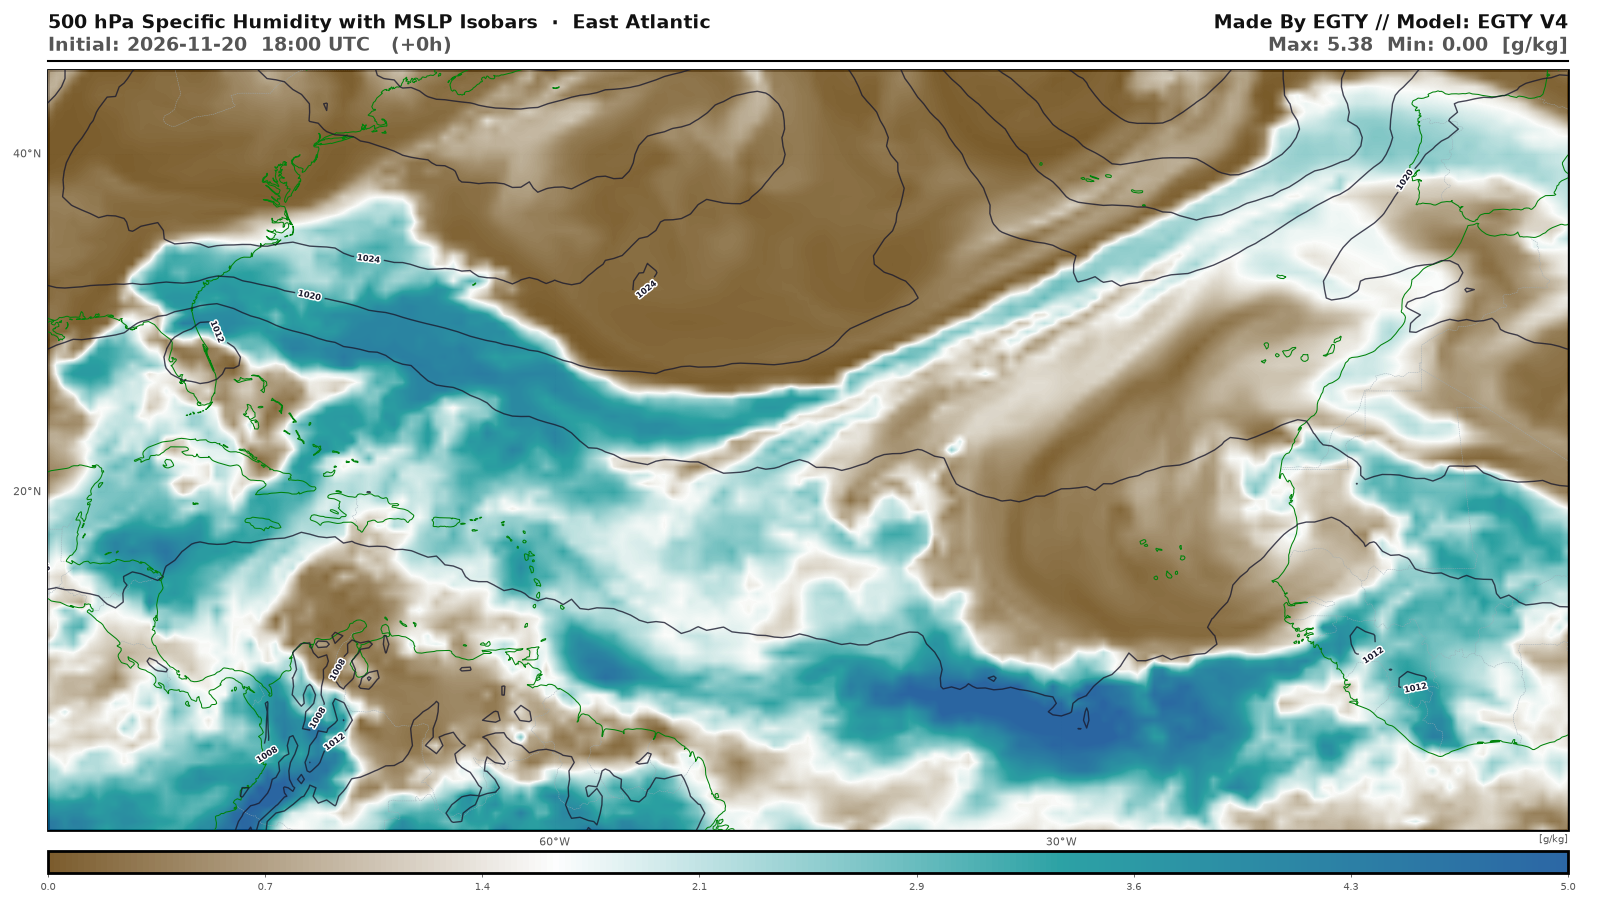 500 hPa Specific Humidity with MSLP Isobars · East Atlantic
Made By EGTY // Model: EGTY V4
Initial: 2026-11-20 18:00 UTC (+0h)
Max: 5.38 Min: 0.00 [g/kg]
40°N
1020
1024
1024
1020
1012
20°N
1012
1008
1012
1008
1012
1008
60°W
30°W
[g/kg]
0.0
0.7
1.4
2.1
2.9
3.6
4.3
5.0